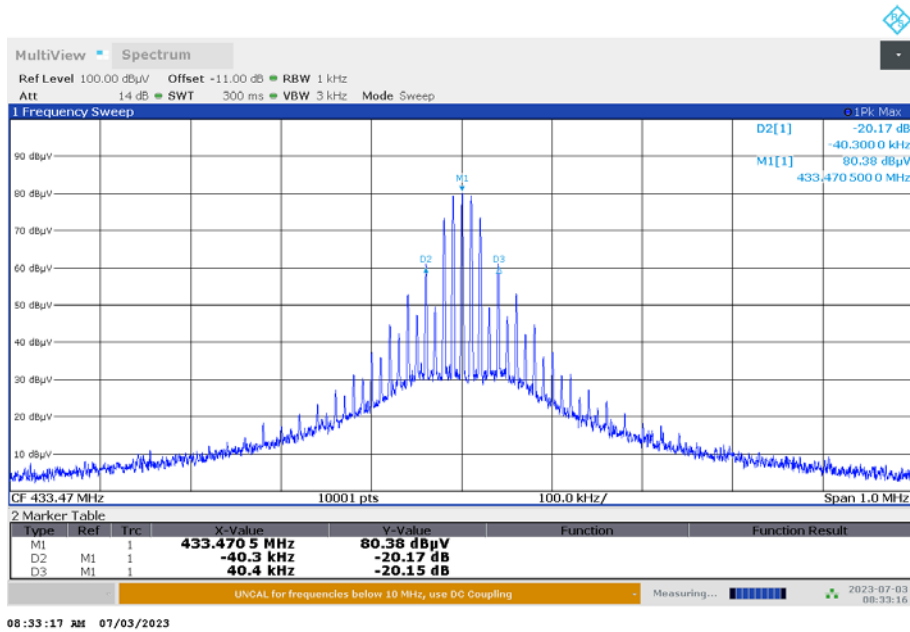 R&S
MultiView Spectrum
Ref Level 100.00 dBµV Offset -11.00 dB RBW 1 kHz
Att 14 dB SWT 300 ms VBW 3 kHz Mode Sweep
1 Frequency Sweep 1Pk Max
D2[1] -20.17 dB
-40.300 0 kHz
M1[1] 80.38 dBµV
433.470 500 0 MHz
90 dBµV
M1
80 dBµV
70 dBµV
60 dBµV D2 D3
50 dBµV
40 dBµV
30 dBµV
20 dBµV
10 dBµV
CF 433.47 MHz 10001 pts 100.0 kHz/ Span 1.0 MHz
2 Marker Table
Type Ref Trc X-Value Y-Value Function Function Result
M1 1 433.470 5 MHz 80.38 dBµV
D2 M1 1 -40.3 kHz -20.17 dB
D3 M1 1 40.4 kHz -20.15 dB
UNCAL for frequencies below 10 MHz, use DC Coupling Measuring... 2023-07-03
08:33:16
08:33:17 AM 07/03/2023